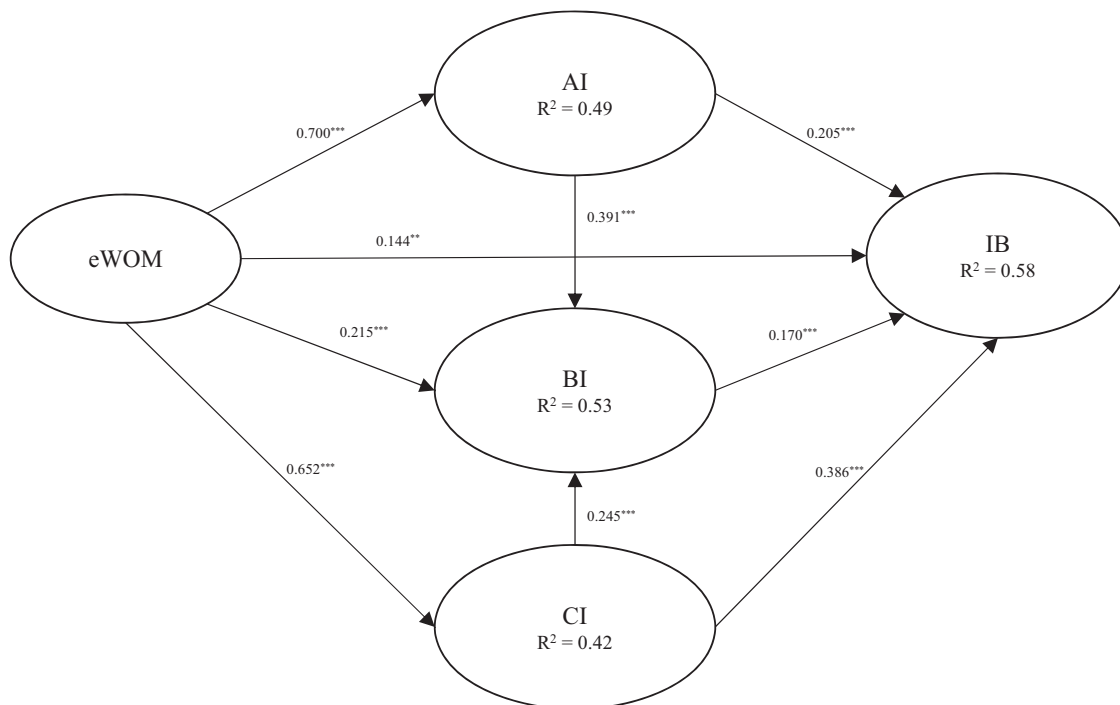 AI
R² = 0.49
0.700***
0.205***
0.391***
eWOM
0.144**
IB
R² = 0.58
0.215***
0.170***
BI
R² = 0.53
0.652***
0.386***
0.245***
CI
R² = 0.42